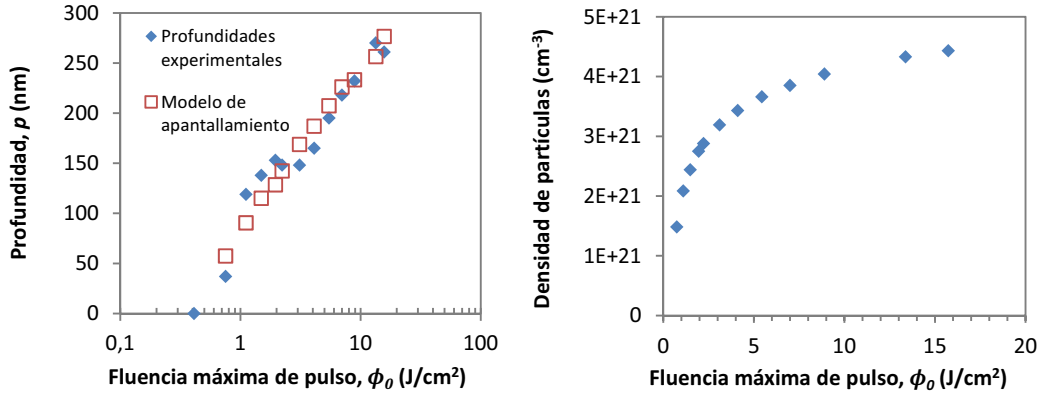 Profundidad, p (nm)
300
250
200
150
100
50
0
Profundidades
experimentales
Modelo de
apantallamiento
0,1
1
10
100
Fluencia máxima de pulso, ϕ₀ (J/cm²)
Densidad de partículas (cm⁻³)
5E+21
4E+21
3E+21
2E+21
1E+21
0
0
5
10
15
20
Fluencia máxima de pulso, ϕ₀ (J/cm²)